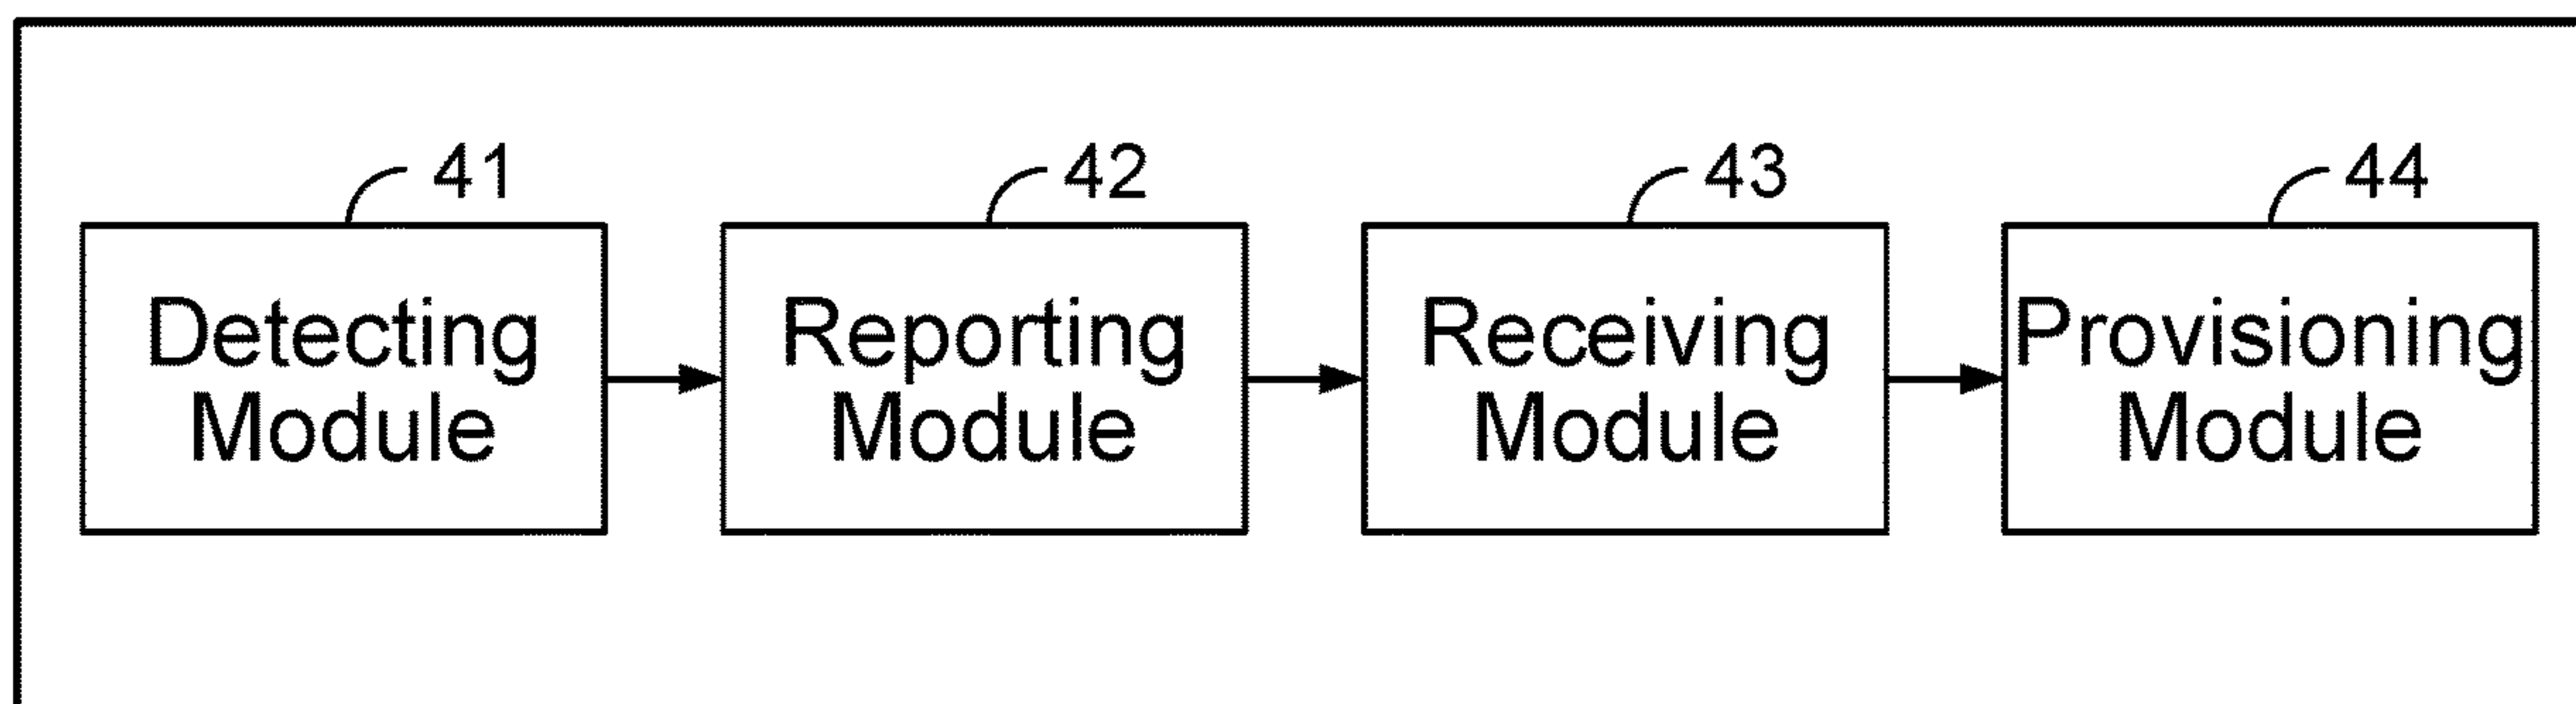 41
42
43
44
Detecting
Module
Reporting
Module
Receiving
Module
Provisioning
Module